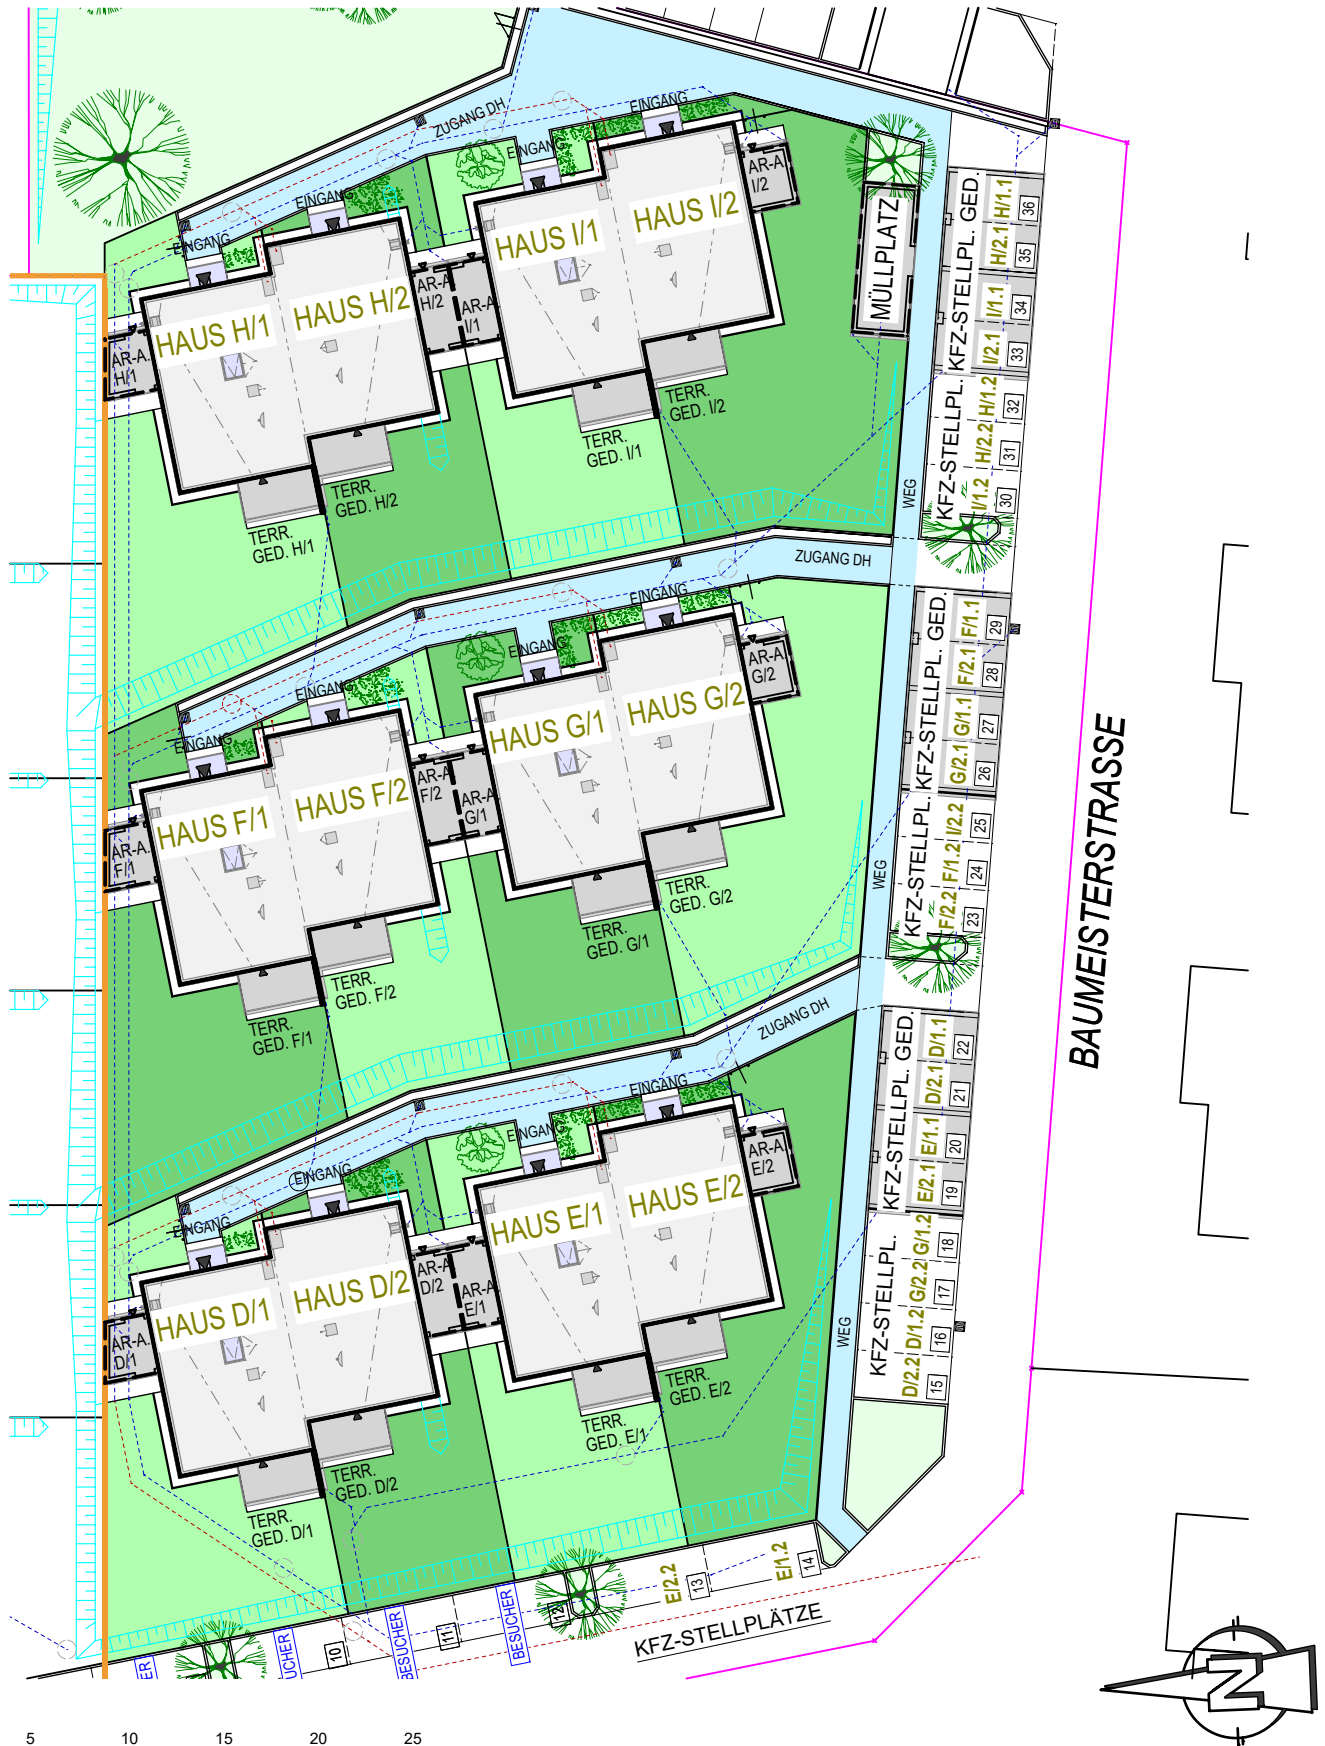 ZUGANG DH
EINGANG
EINGANG
EINGANG
EINGANG
AR-A
I/2
HAUS I/1
HAUS I/2
MÜLLPLATZ
HAUS H/1
HAUS H/2
AR-A
H/2
AR-A
I/1
AR-A.
H/1
TERR.
GED. I/2
TERR.
GED. I/1
TERR.
GED. H/2
TERR.
GED. H/1
KFZ-STELLPL. GED.
H/1.1
36
H/2.1
35
I/1.1
34
I/2.1
33
KFZ-STELLPL.
H/1.2
32
H/2.2
31
I/1.2
30
WEG
ZUGANG DH
EINGANG
EINGANG
EINGANG
EINGANG
AR-A
G/2
HAUS G/1
HAUS G/2
HAUS F/1
HAUS F/2
AR-A
F/2
AR-A
G/1
AR-A.
F/1
TERR.
GED. G/2
TERR.
GED. G/1
TERR.
GED. F/2
TERR.
GED. F/1
KFZ-STELLPL. GED.
F/1.1
29
F/2.1
28
G/1.1
27
G/2.1
26
KFZ-STELLPL.
I/2.2
25
F/1.2
24
F/2.2
23
WEG
BAUMEISTERSTRASSE
ZUGANG DH
EINGANG
EINGANG
EINGANG
EINGANG
AR-A.
E/2
HAUS E/1
HAUS E/2
HAUS D/1
HAUS D/2
AR-A
D/2
AR-A
E/1
AR-A.
D/1
TERR.
GED. E/2
TERR.
GED. E/1
TERR.
GED. D/2
TERR.
GED. D/1
KFZ-STELLPL. GED.
D/1.1
22
D/2.1
21
E/1.1
20
E/2.1
19
KFZ-STELLPL.
G/1.2
18
G/2.2
17
D/1.2
16
D/2.2
15
WEG
E/1.2
14
E/2.2
13
12
BESUCHER
11
BESUCHER
10
UCHER
ER
KFZ-STELLPLÄTZE
N
5 10 15 20 25